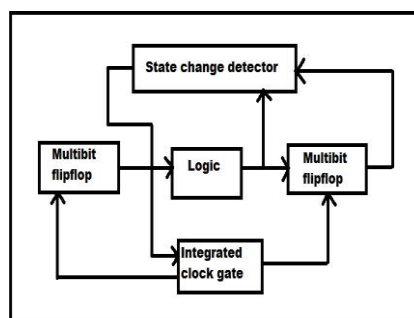 State change detector
Multibit
flipflop
Logic
Multibit
flipflop
Integrated
clock gate